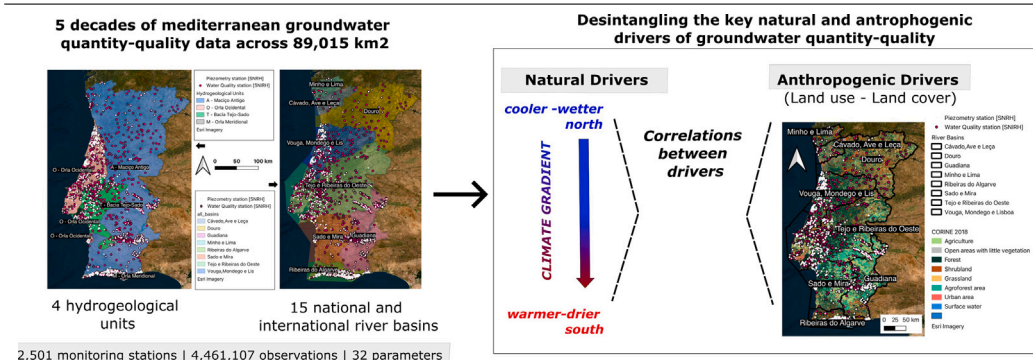 5 decades of mediterranean groundwater
quantity-quality data across 89,015 km2
Desintangling the key natural and antrophogenic
drivers of groundwater quantity-quality
Piezometry station [SNIRH]
Water Quality station [SNIRH]
Hydrogeological Units
A - Maciço Antigo
O - Orla Ocidental
T - Bacia Tejo-Sado
M - Orla Meridional
Esri Imagery
A - Maciço Antigo
O - Orla Ocidental
T - Bacia Tejo-Sado
O - Orla Ocidental
O - Orla Ocidental
Orla Meridional
0 50 100 km
Piezometry station [SNIRH]
Water Quality station [SNIRH]
all_basins
Cávado,Ave e Leça
Douro
Guadiana
Minho e Lima
Ribeiras do Algarve
Sado e Mira
Tejo e Ribeiras do Oeste
Vouga,Mondego e Lis
Esri Imagery
Minho e Lima
Cávado, Ave e Leça
Douro
Vouga, Mondego e Lis
Tejo e Ribeiras do Oeste
Guadiana
Sado e Mira
Ribeiras do Algarve
4 hydrogeological
units
15 national and
international river basins
2,501 monitoring stations | 4,461,107 observations | 32 parameters
Natural Drivers
cooler -wetter
north
CLIMATE GRADIENT
warmer-drier
south
Correlations
between
drivers
Anthropogenic Drivers
(Land use - Land cover)
Minho e Lima
Cávado, Ave e Leça
Douro
Vouga, Mondego e Lis
Tejo e Ribeiras do Oeste
Guadiana
Sado e Mira
Ribeiras do Algarve
0 25 50 km
Piezometry station [SNIRH]
Water Quality station [SNIRH]
River Basins
Cávado,Ave e Leça
Douro
Guadiana
Minho e Lima
Ribeiras do Algarve
Sado e Mira
Tejo e Ribeiras do Oeste
Vouga, Mondego e Lisboa
CORINE 2018
Agriculture
Open areas with little vegetation
Forest
Shrubland
Grassland
Agroforest area
Urban area
Surface water
Esri Imagery